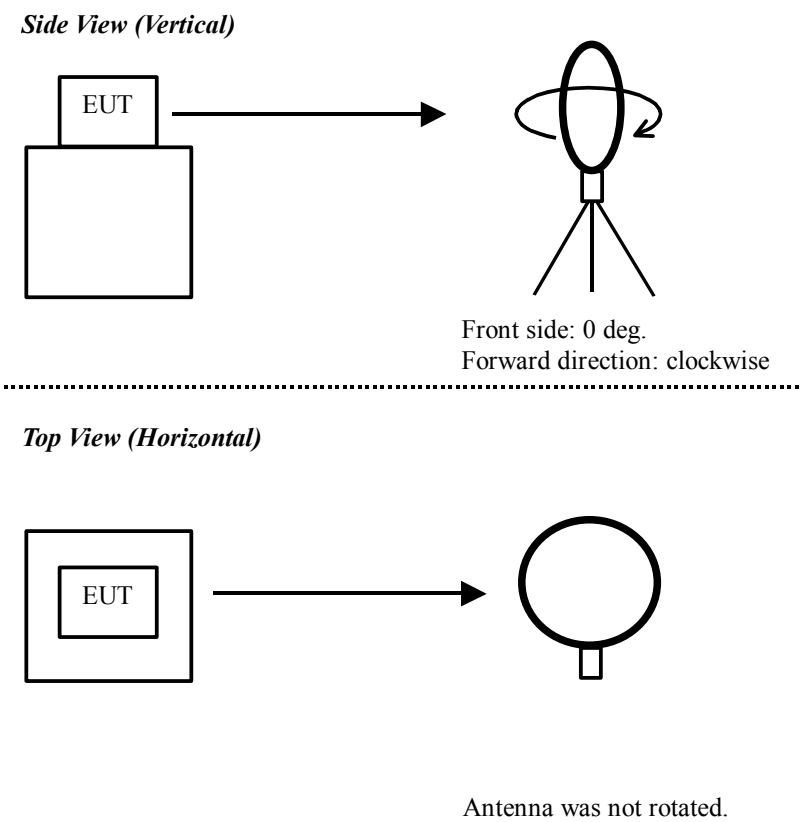 Side View (Vertical)
EUT
Front side: 0 deg.
Forward direction: clockwise
Top View (Horizontal)
EUT
Antenna was not rotated.